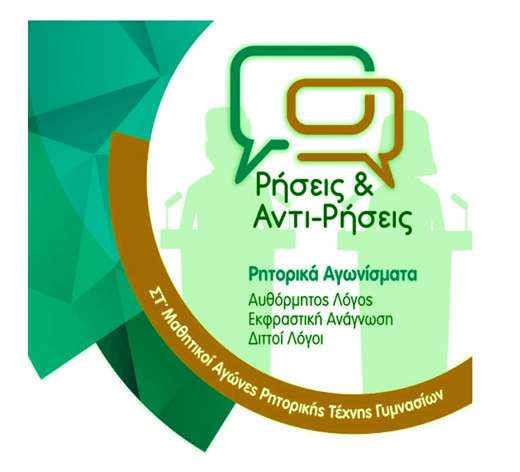 Ρήσεις &
Αντι-Ρήσεις
Ρητορικά Αγωνίσματα
Αυθόρμητος Λόγος
Εκφραστική Ανάγνωση
Διττοί Λόγοι
ΣΤ' Μαθητικοί Αγώνες Ρητορικής Τέχνης Γυμνασίων